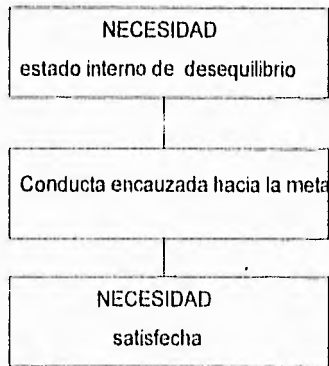 NECESIDAD
estado interno de desequilibrio
Conducta encauzada hacia la meta
NECESIDAD
satisfecha